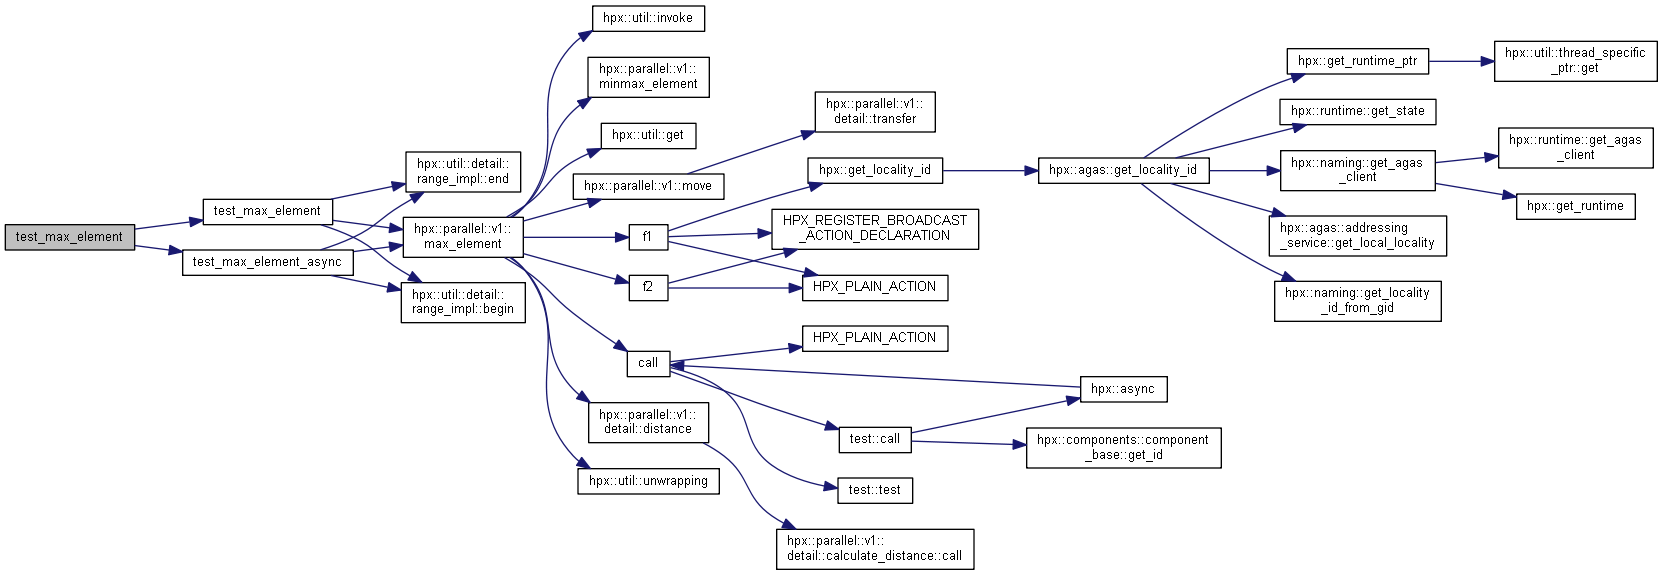 test_max_element
test_max_element
test_max_element_async
hpx::util::detail::
range_impl::end
hpx::parallel::v1::
max_element
hpx::util::detail::
range_impl::begin
hpx::util::invoke
hpx::parallel::v1::
minmax_element
hpx::util::get
hpx::parallel::v1::move
f1
f2
call
hpx::parallel::v1::
detail::distance
hpx::util::unwrapping
hpx::parallel::v1::
detail::transfer
hpx::get_locality_id
HPX_REGISTER_BROADCAST
_ACTION_DECLARATION
HPX_PLAIN_ACTION
HPX_PLAIN_ACTION
test::call
test::test
hpx::parallel::v1::
detail::calculate_distance::call
hpx::agas::get_locality_id
hpx::async
hpx::components::component
_base::get_id
hpx::get_runtime_ptr
hpx::runtime::get_state
hpx::naming::get_agas
_client
hpx::agas::addressing
_service::get_local_locality
hpx::naming::get_locality
_id_from_gid
hpx::util::thread_specific
_ptr::get
hpx::runtime::get_agas
_client
hpx::get_runtime